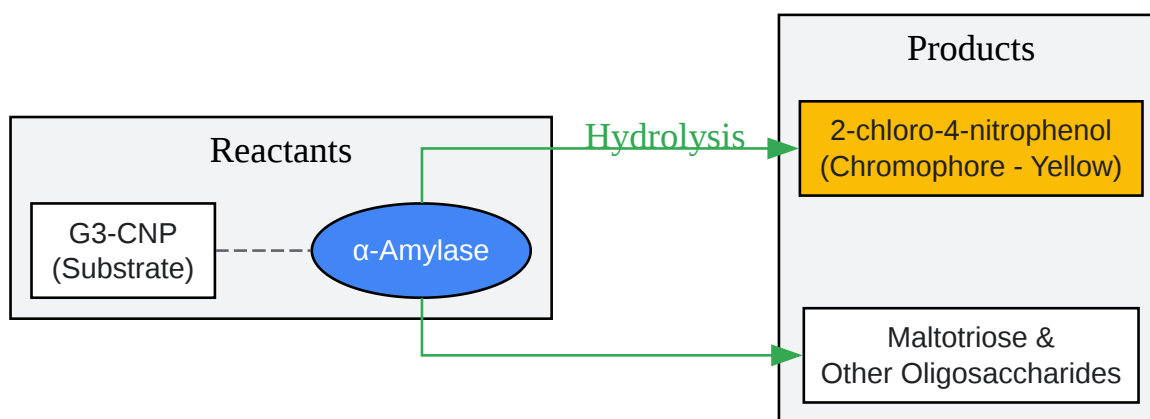 Products
2-chloro-4-nitrophenol
(Chromophore - Yellow)
Hydrolysis
Reactants
G3-CNP
(Substrate)
α-Amylase
Maltotriose &
Other Oligosaccharides